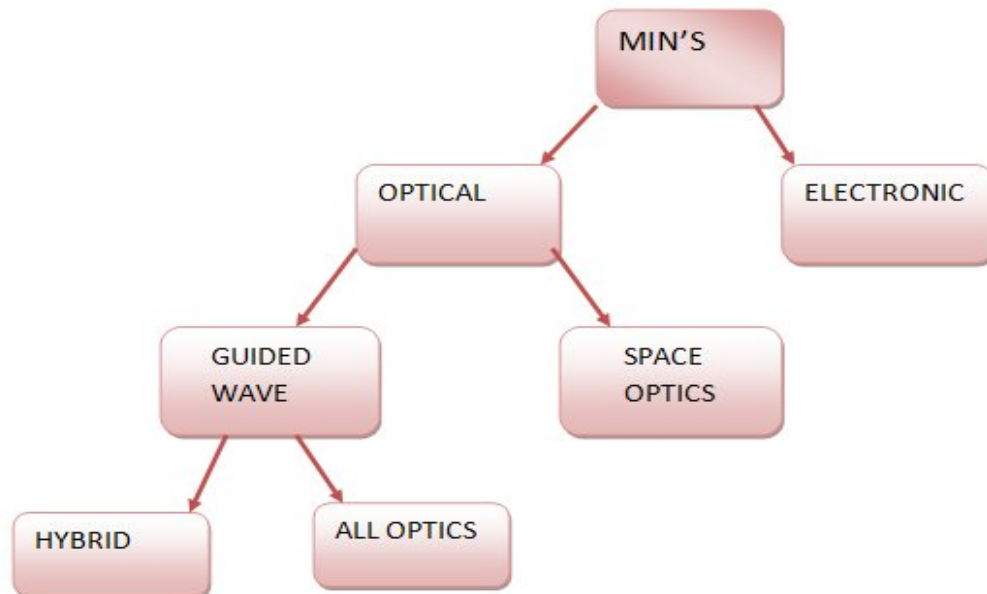 MIN'S
OPTICAL
ELECTRONIC
GUIDED
WAVE
SPACE
OPTICS
HYBRID
ALL OPTICS